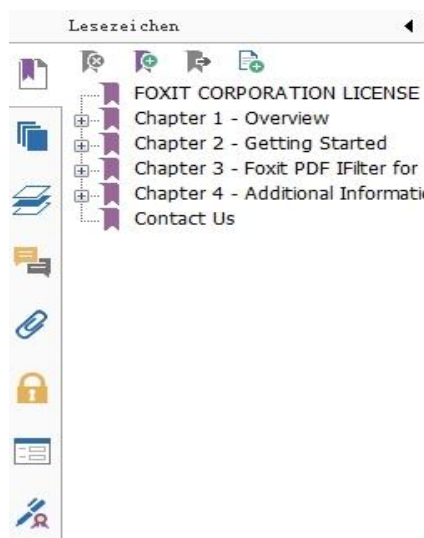 Lesezeichen
FOXIT CORPORATION LICENSE
Chapter 1 - Overview
Chapter 2 - Getting Started
Chapter 3 - Foxit PDF IFilter for
Chapter 4 - Additional Informati
Contact Us